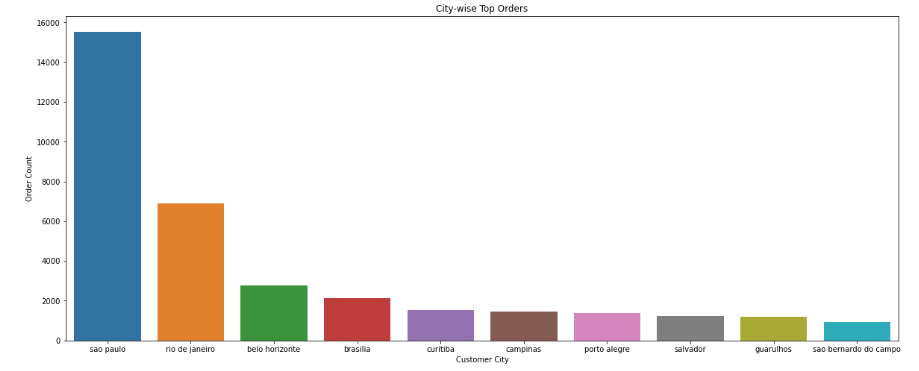 City-wise Top Orders
16000
14000
12000
10000
8000
6000
4000
2000
0
Order Count
sao paulo
rio de janeiro
belo horizonte
brasilia
curitiba
campinas
porto alegre
salvador
guarulhos
sao bernardo do campo
Customer City